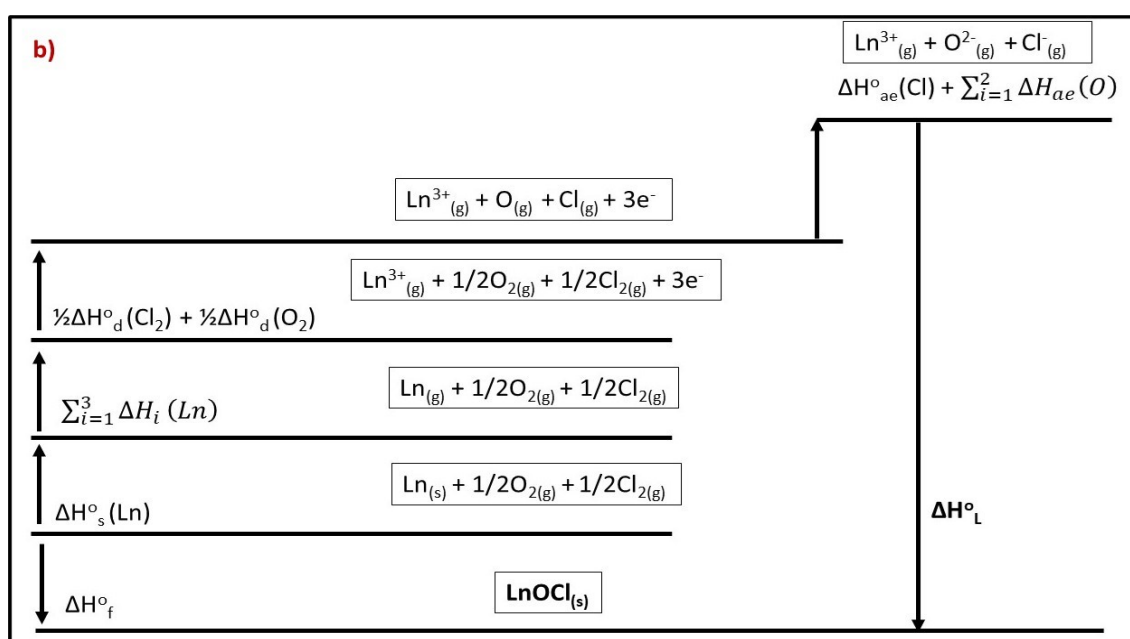 b)
Ln³⁺(g) + O²⁻(g) + Cl⁻(g)
ΔHᵒae(Cl) + ∑²ᵢ₌₁ ΔHae(O)
Ln³⁺(g) + O(g) + Cl(g) + 3e⁻
Ln³⁺(g) + 1/2O₂(g) + 1/2Cl₂(g) + 3e⁻
½ΔHᵒd(Cl₂) + ½ΔHᵒd(O₂)
Ln(g) + 1/2O₂(g) + 1/2Cl₂(g)
∑³ᵢ₌₁ ΔHᵢ (Ln)
Ln(s) + 1/2O₂(g) + 1/2Cl₂(g)
ΔHᵒs(Ln)
ΔHᵒL
LnOCl(s)
ΔHᵒf